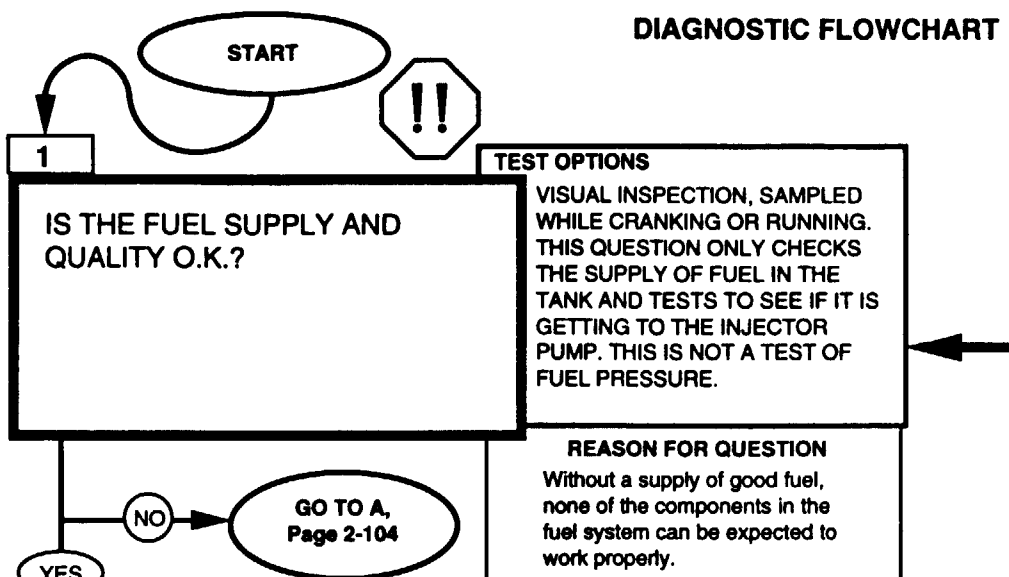 DIAGNOSTIC FLOWCHART
START
!!
1
IS THE FUEL SUPPLY AND
QUALITY O.K.?
TEST OPTIONS
VISUAL INSPECTION, SAMPLED
WHILE CRANKING OR RUNNING.
THIS QUESTION ONLY CHECKS
THE SUPPLY OF FUEL IN THE
TANK AND TESTS TO SEE IF IT IS
GETTING TO THE INJECTOR
PUMP. THIS IS NOT A TEST OF
FUEL PRESSURE.
REASON FOR QUESTION
Without a supply of good fuel,
none of the components in the
fuel system can be expected to
work properly.
NO
GO TO A,
Page 2-104
YES